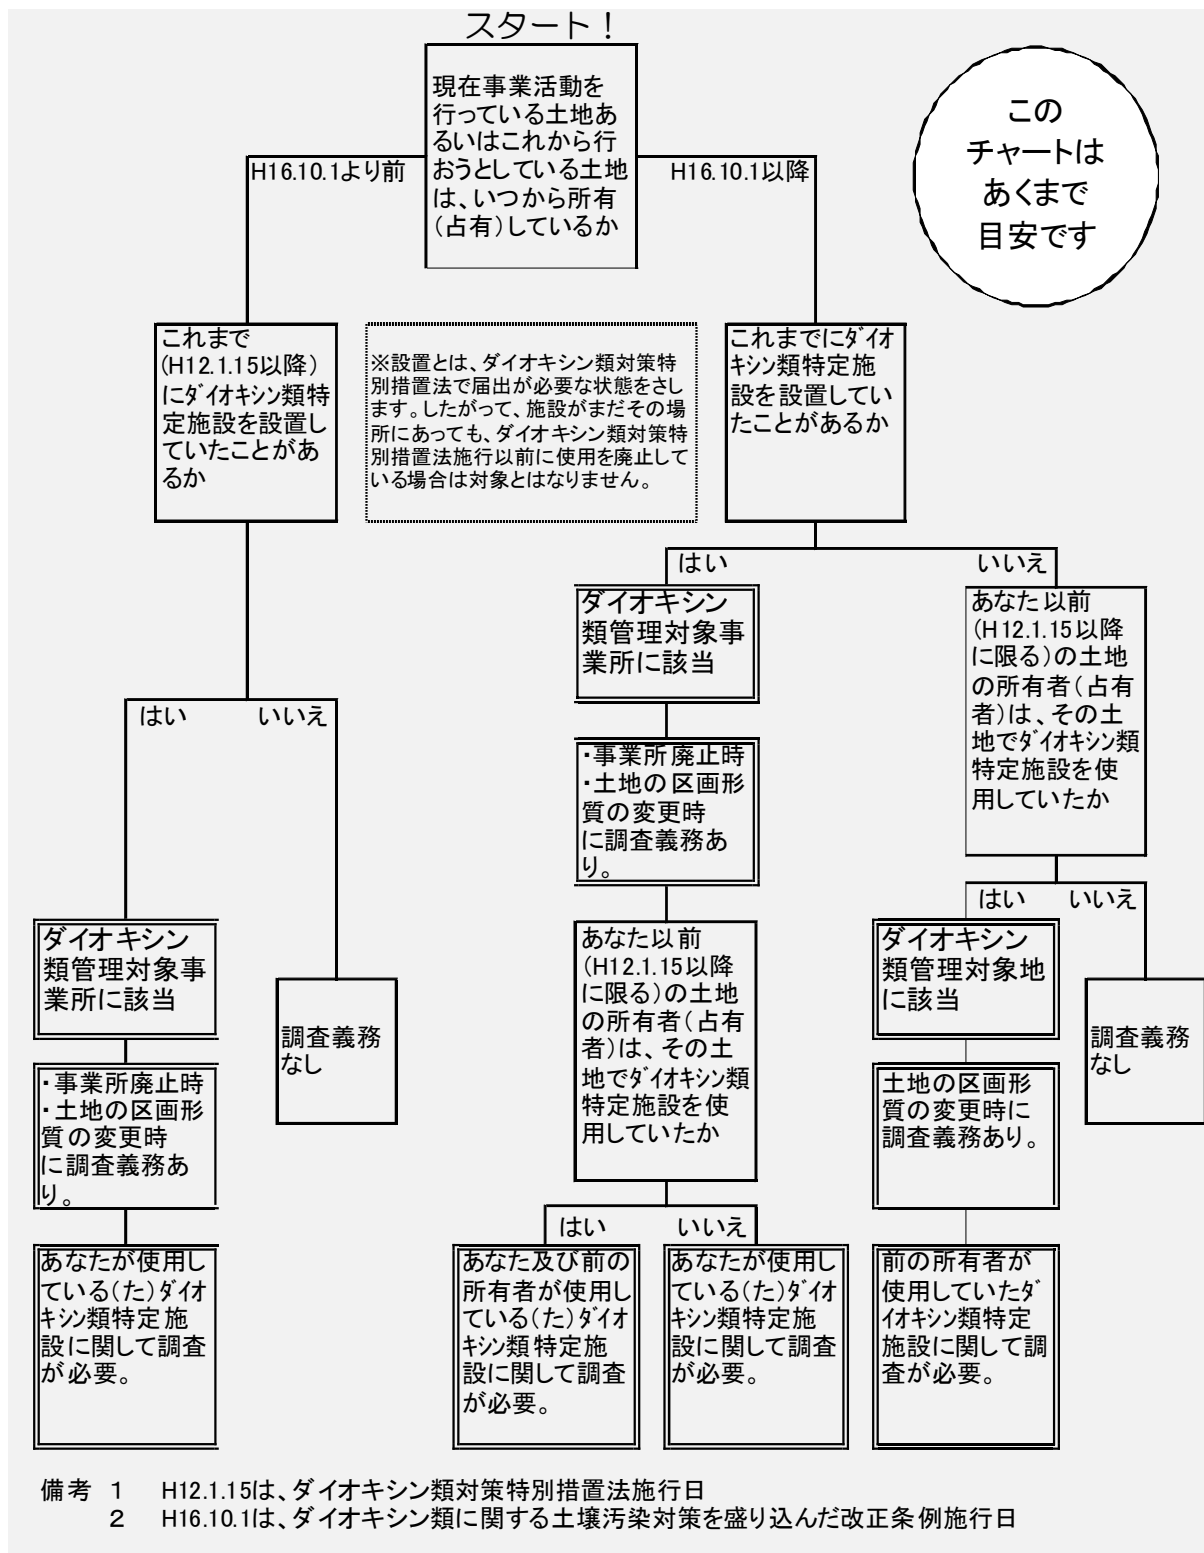 スタート！
現在事業活動を
行っている土地あ
るいはこれから行
おうとしている土地
は、いつから所有
（占有）しているか
H16.10.1より前
H16.10.1以降
この
チャートは
あくまで
目安です
これまで
(H12.1.15以降）
にダイオキシン類特
定施設を設置し
ていたことがあ
るか
※設置とは、ダイオキシン類対策特
別措置法で届出が必要な状態をさし
ます。したがって、施設がまだその場
所にあっても、ダイオキシン類対策特
別措置法施行以前に使用を廃止して
いる場合は対象とはなりません。
これまでにダイオ
キシン類特定施
設を設置してい
たことがあるか
はい
いいえ
ダイオキシン
類管理対象事
業所に該当
・事業所廃止時
・土地の区画形
質の変更時
に調査義務あ
り。
あなたが使用し
ている(た)ダイオ
キシン類特定施
設に関して調査
が必要。
調査義務
なし
はい
いいえ
ダイオキシン
類管理対象事
業所に該当
・事業所廃止時
・土地の区画形
質の変更時
に調査義務あ
り。
あなた以前
(H12.1.15以降
に限る)の土地
の所有者（占有
者）は、その土
地でダイオキシン類
特定施設を使
用していたか
はい
いいえ
あなた及び前の
所有者が使用し
ている(た)ダイオ
キシン類特定施
設に関して調査
が必要。
あなたが使用し
ている(た)ダイオ
キシン類特定施
設に関して調査
が必要。
あなた以前
(H12.1.15以降
に限る)の土地
の所有者（占有
者）は、その土
地でダイオキシン類
特定施設を使
用していたか
はい
いいえ
ダイオキシン
類管理対象地
に該当
土地の区画形
質の変更時に
調査義務あり。
前の所有者が
使用していたダ
イオキシン類特定
施設に関して調
査が必要。
調査義務
なし
備考 1 H12.1.15は、ダイオキシン類対策特別措置法施行日
2 H16.10.1は、ダイオキシン類に関する土壌汚染対策を盛り込んだ改正条例施行日